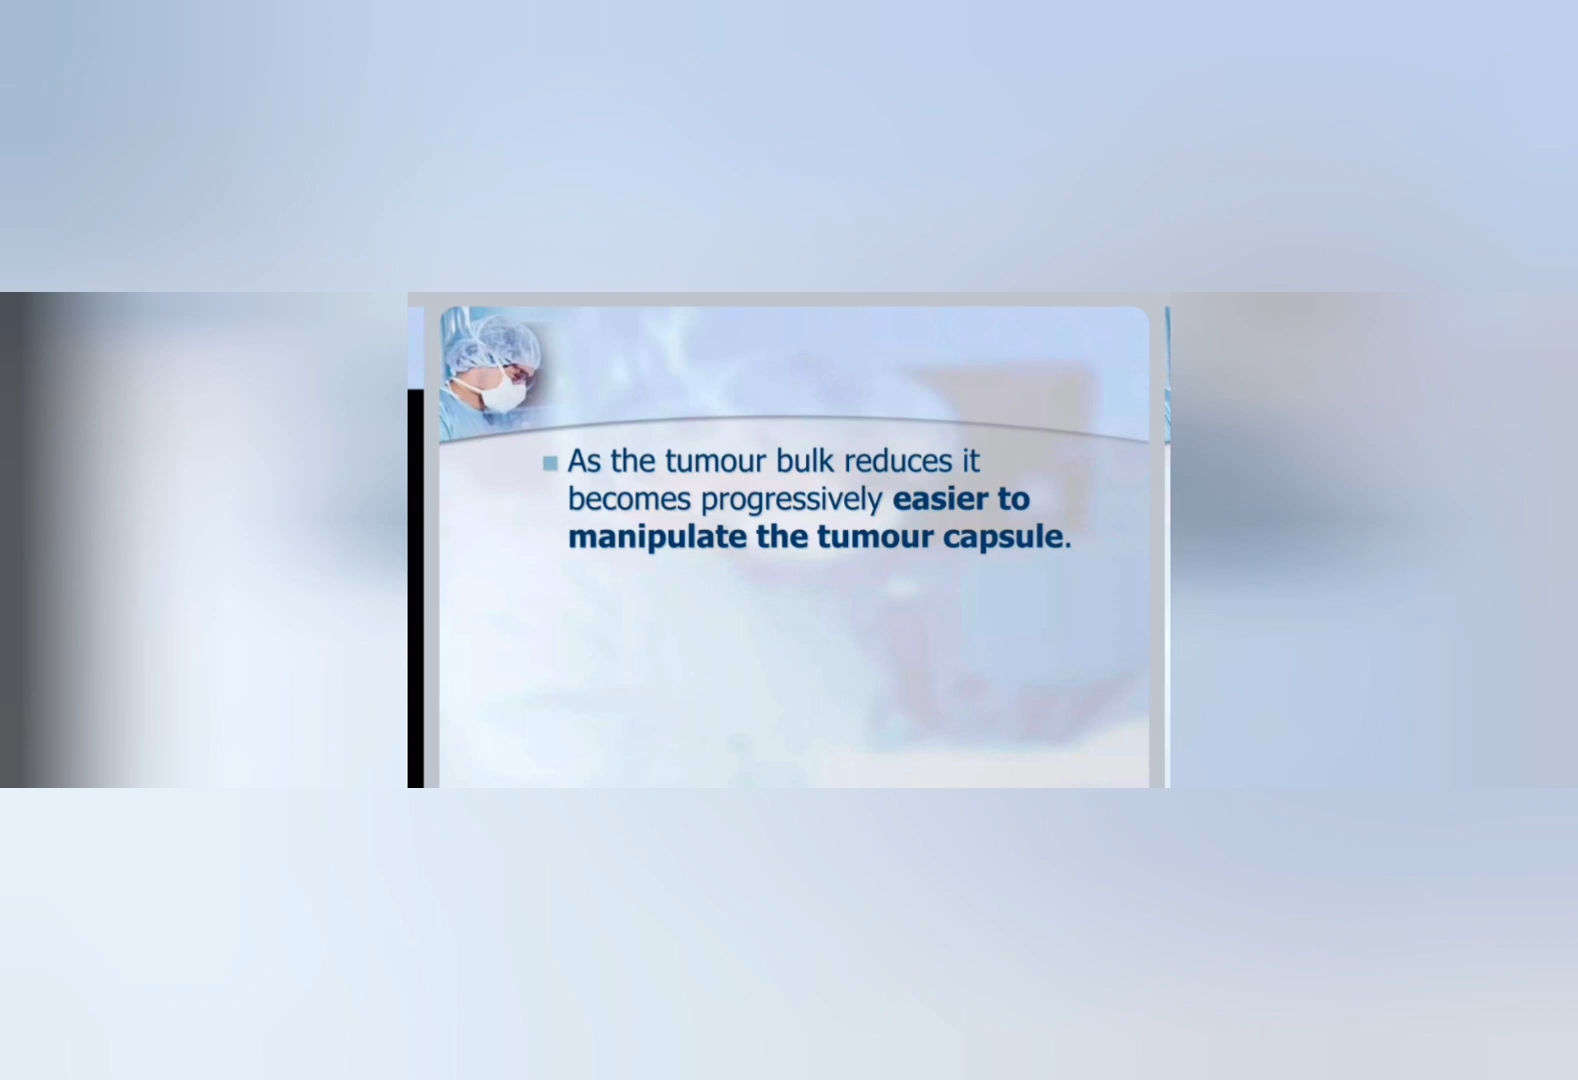 As the tumour bulk reduces it
becomes progressively easier to
manipulate the tumour capsule.